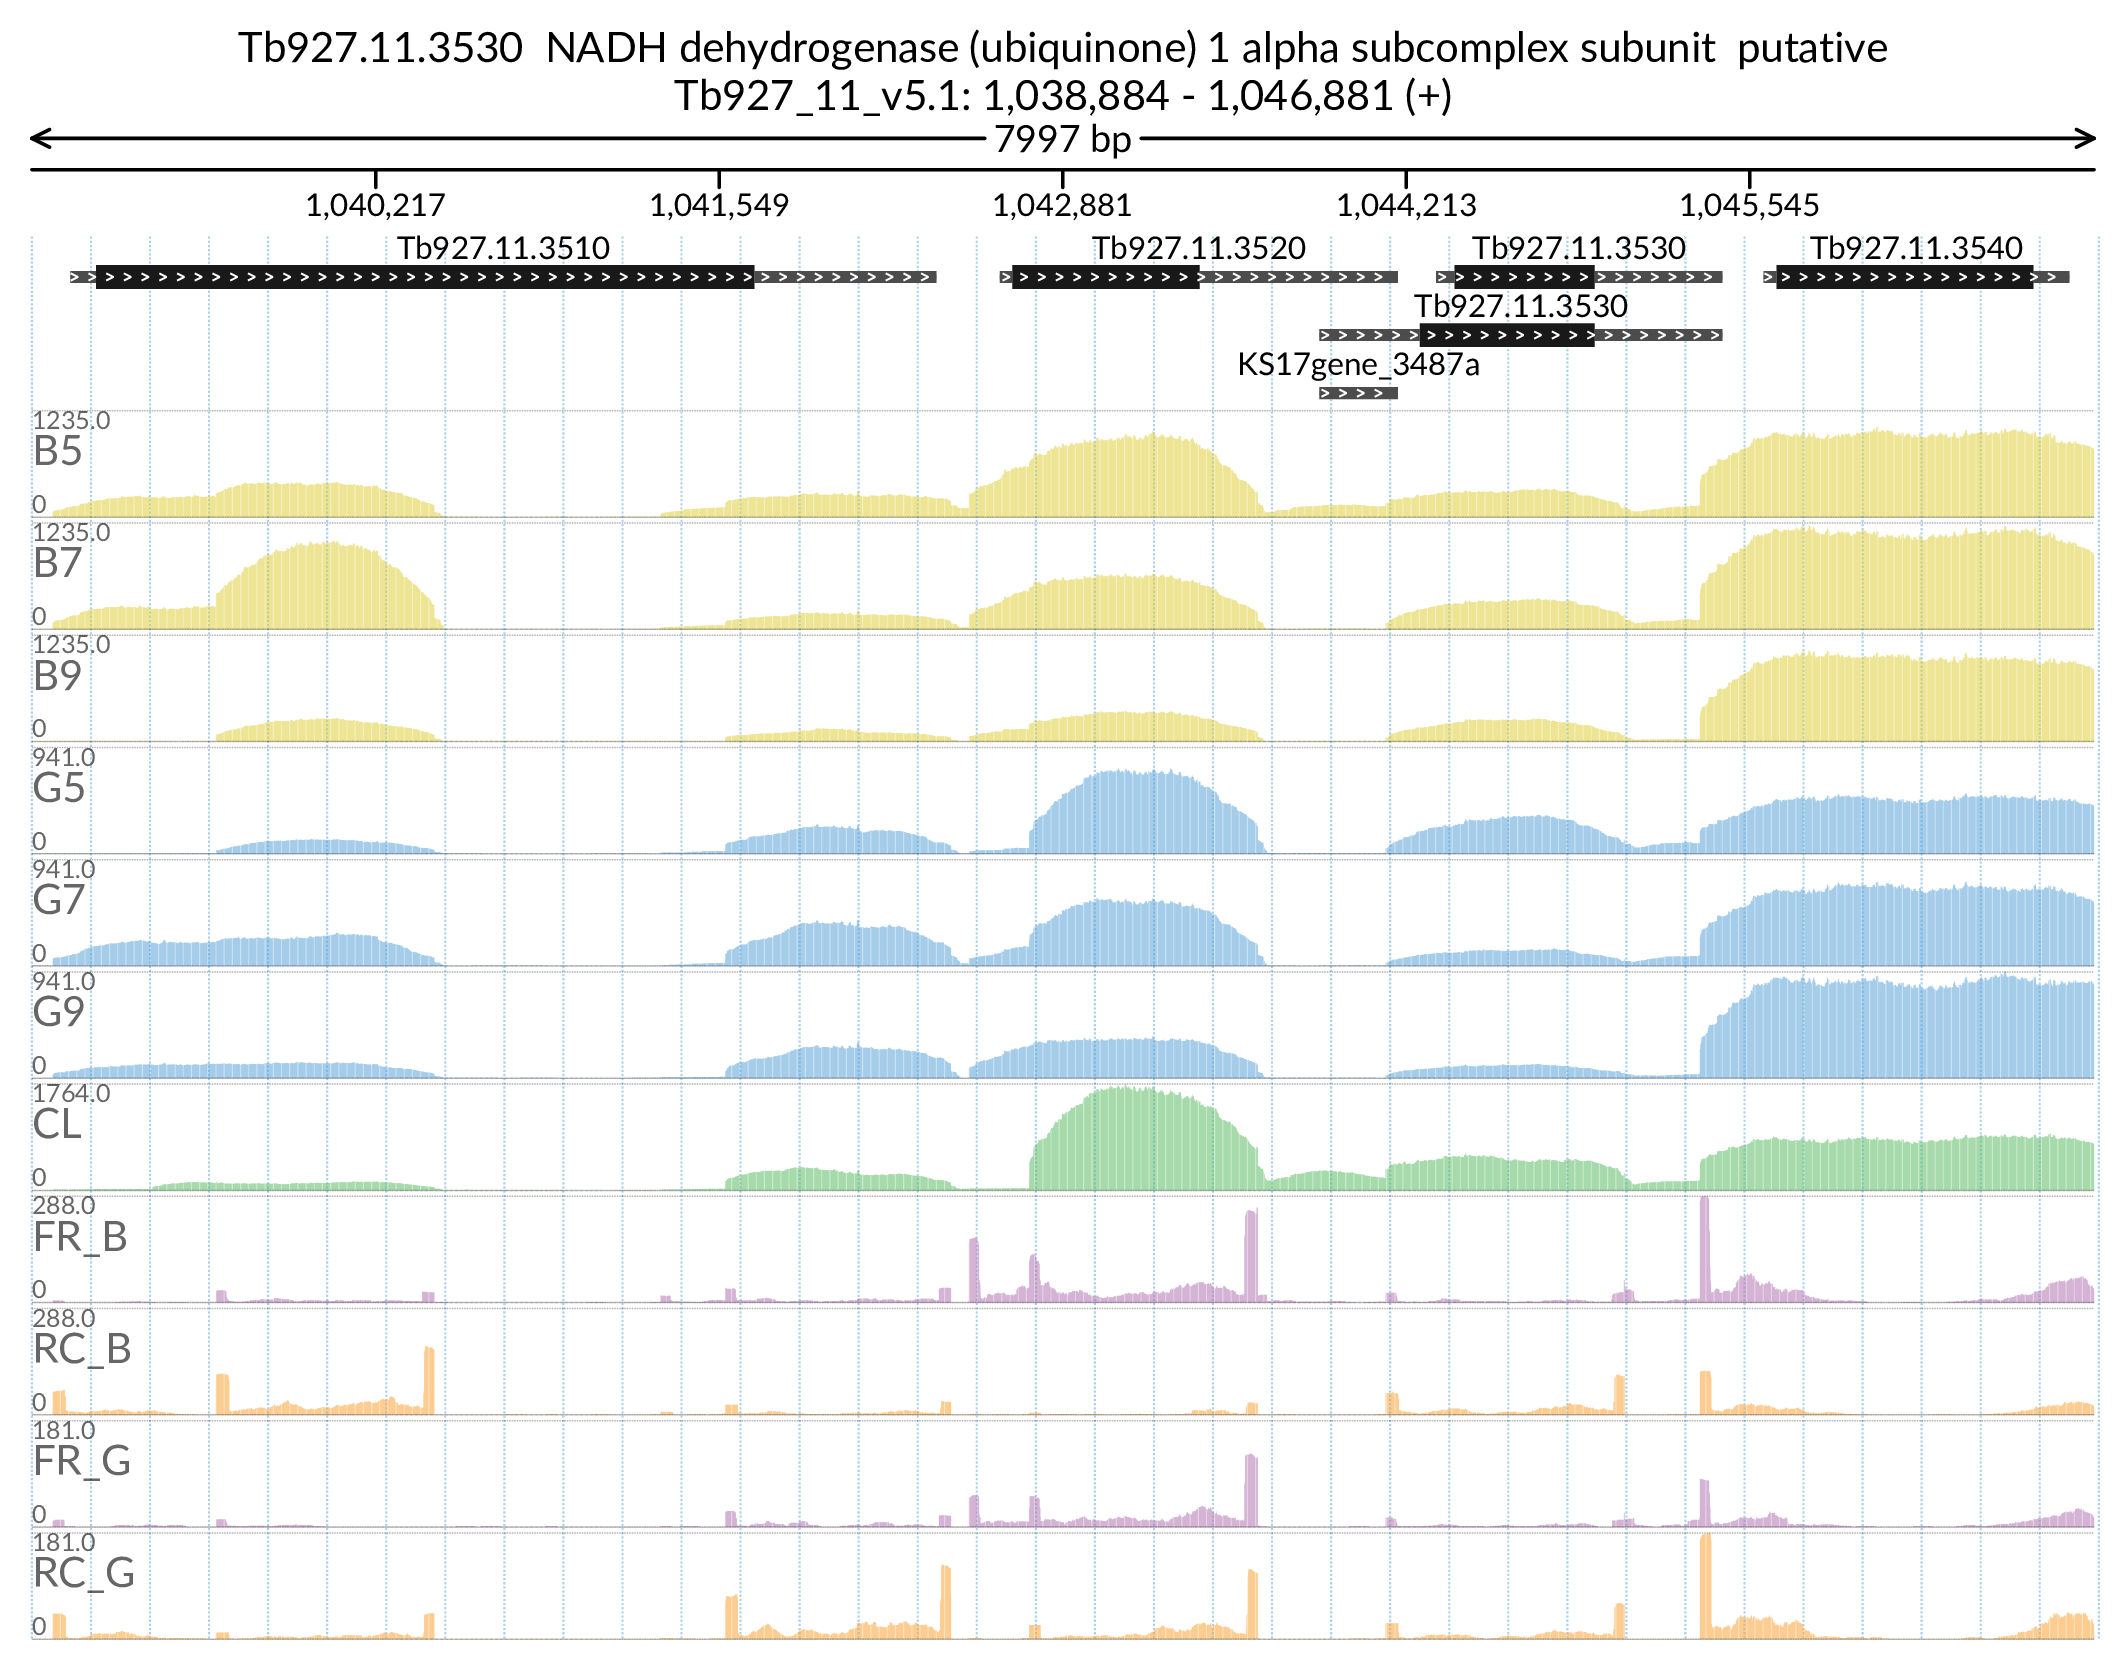 Tb927.11.3530  NADH dehydrogenase (ubiquinone) 1 alpha subcomplex subunit  putative
Tb927_11_v5.1: 1,038,884 - 1,046,881 (+)
7997 bp
1,040,217 1,041,549 1,042,881 1,044,213 1,045,545
Tb927.11.3510 Tb927.11.3520 Tb927.11.3530 Tb927.11.3540
Tb927.11.3530
KS17gene_3487a
1235.0
B5
0
1235.0
B7
0
1235.0
B9
0
941.0
G5
0
941.0
G7
0
941.0
G9
0
1764.0
CL
0
288.0
FR_B
0
288.0
RC_B
0
181.0
FR_G
0
181.0
RC_G
0